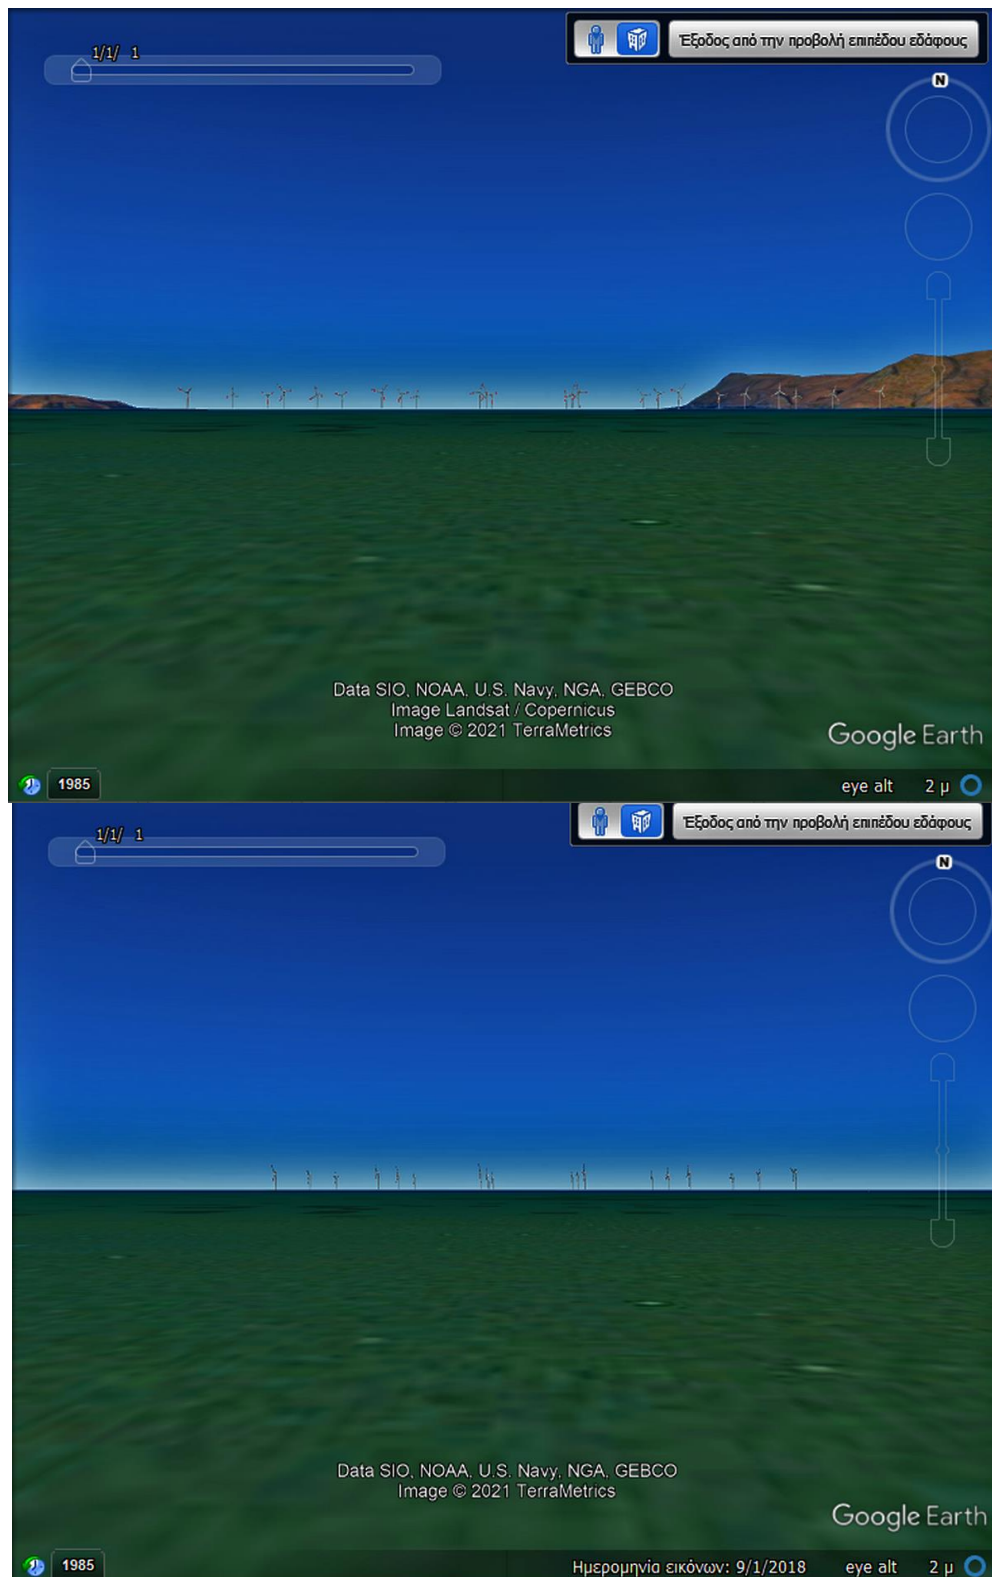 1/1/ 1
Έξοδος από την προβολή επιπέδου εδάφους
N
Data SIO, NOAA, U.S. Navy, NGA, GEBCO
Image Landsat / Copernicus
Image © 2021 TerraMetrics
Google Earth
1985
eye alt 2 μ
1/1/ 1
Έξοδος από την προβολή επιπέδου εδάφους
N
Data SIO, NOAA, U.S. Navy, NGA, GEBCO
Image © 2021 TerraMetrics
Google Earth
1985
Ημερομηνία εικόνων: 9/1/2018 eye alt 2 μ